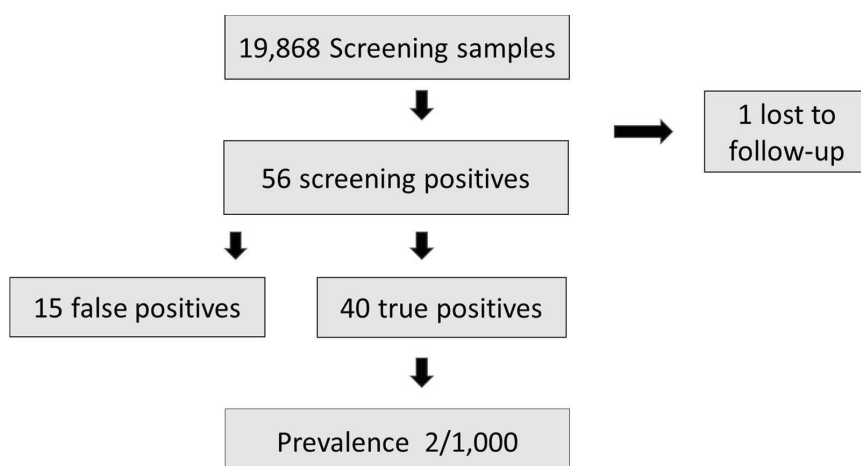 19,868 Screening samples
1 lost to
follow-up
56 screening positives
15 false positives
40 true positives
Prevalence 2/1,000